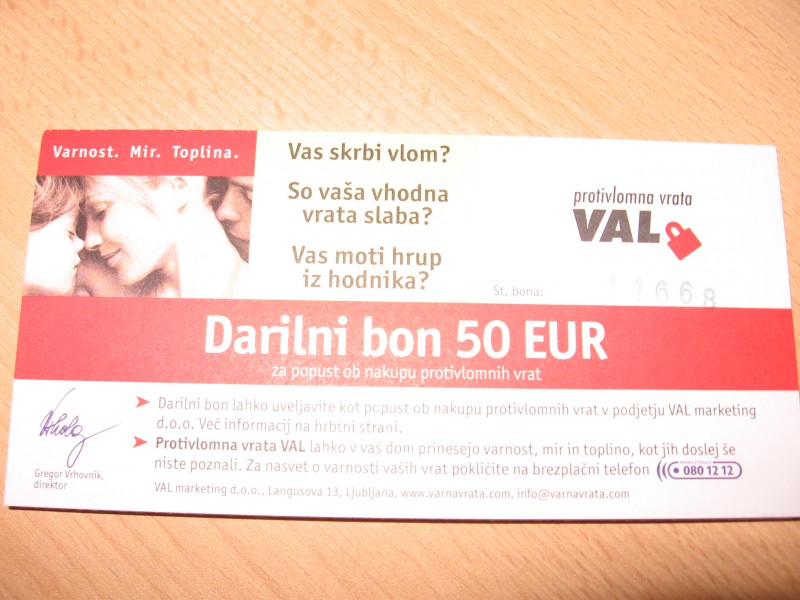 Varnost. Mir. Toplina.
Vas skrbi vlom?
So vaša vhodna
vrata slaba?
Vas moti hrup
iz hodnika?
protivlomna vrata
VAL
Št. bona: 11668
Darilni bon 50 EUR
za popust ob nakupu protivlomnih vrat
Darilni bon lahko uveljavite kot popust ob nakupu protivlomnih vrat v podjetju VAL marketing
d.o.o. Več informacij na hrbtni strani.
Protivlomna vrata VAL lahko v vaš dom prinesejo varnost, mir in toplino, kot jih doslej še
niste poznali. Za nasvet o varnosti vaših vrat pokličite na brezplačni telefon 080 12 12
Gregor Vrhovnik,
direktor
VAL marketing d.o.o., Langusova 13, Ljubljana, www.varnavrata.com, info@varnavrata.com